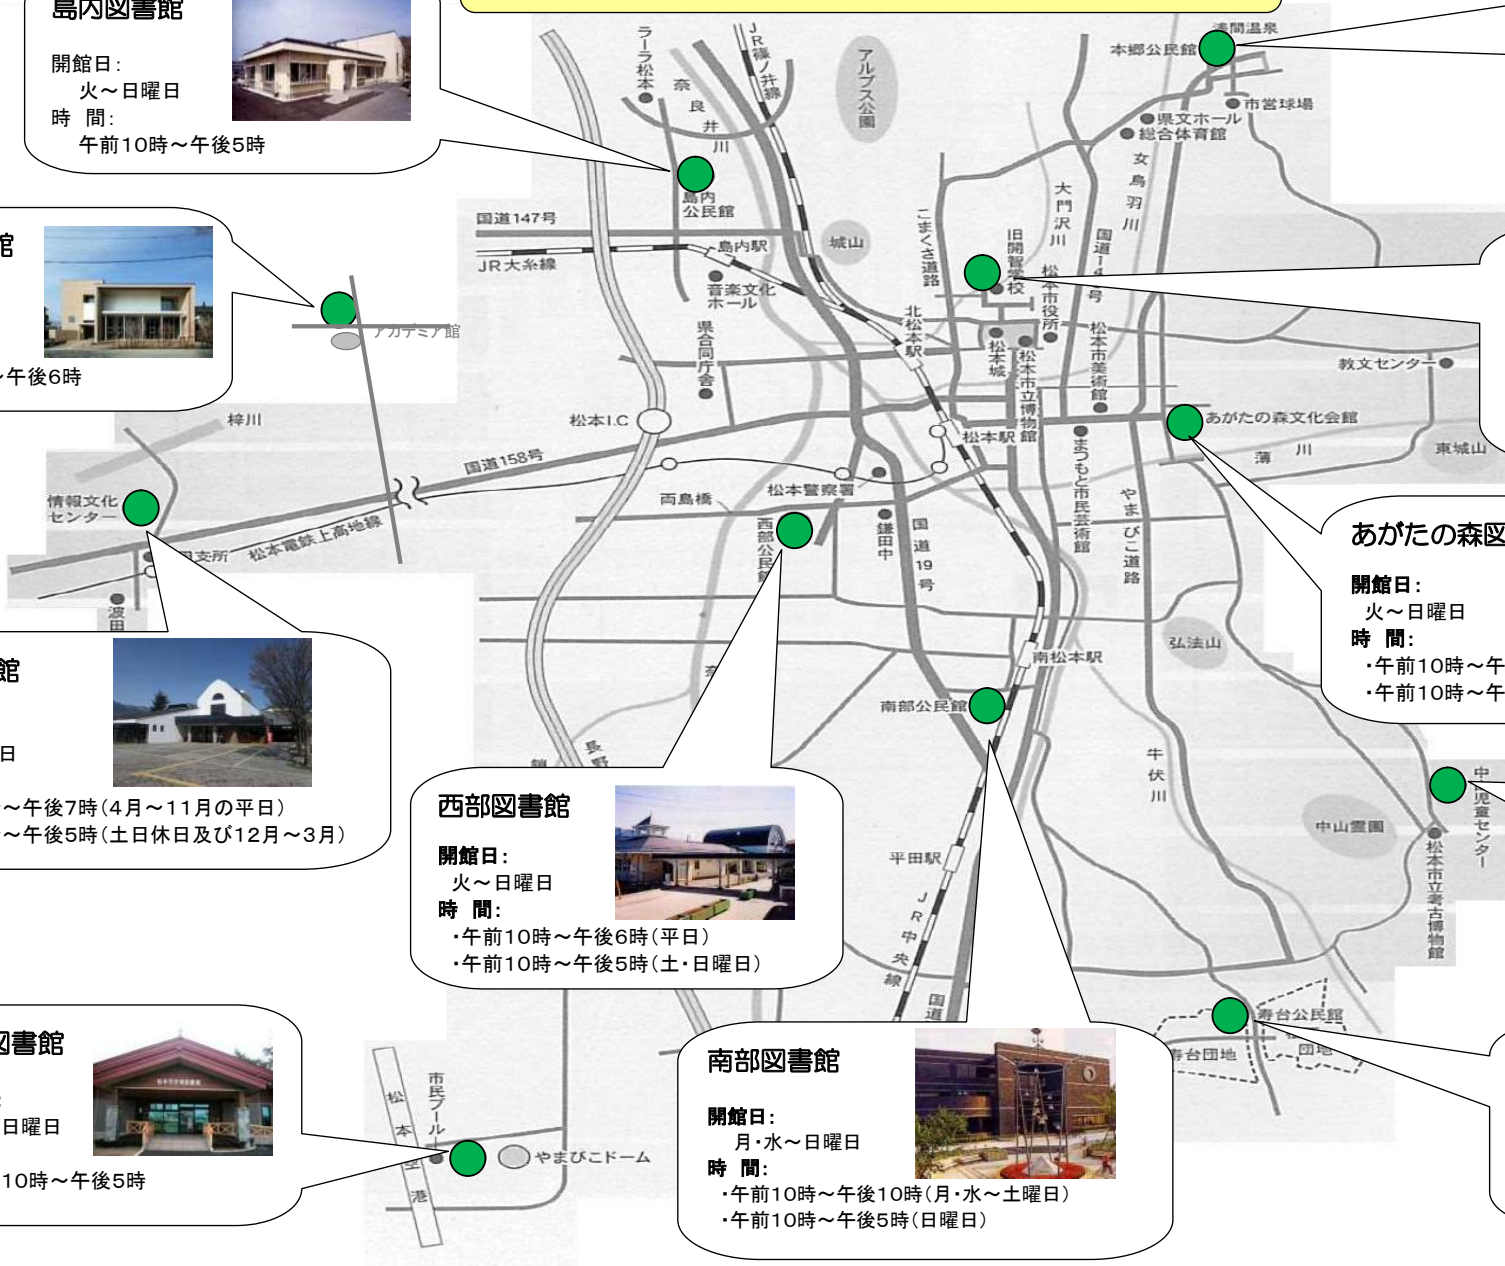 島内図書館
開館日：
火～日曜日
時　間：
午前10時～午後5時
館
～午後6時
館
日
～午後7時（4月～11月の平日）
～午後5時（土日休日及び12月～3月）
図書館
日曜日
10時～午後5時
西部図書館
開館日：
火～日曜日
時　間：
・午前10時～午後6時（平日）
・午前10時～午後5時（土・日曜日）
南部図書館
開館日：
月・水～日曜日
時　間：
・午前10時～午後10時（月・水～土曜日）
・午前10時～午後5時（日曜日）
あがたの森図
開館日：
火～日曜日
時　間：
・午前10時～午
・午前10時～午
ラーラ松本
奈良井川
JR篠ノ井線
アルプス公園
浅間温泉
本郷公民館
市営球場
県文ホール
総合体育館
女鳥羽川
大門沢川
島内公民館
国道147号
JR大糸線
島内駅
城山
こまくさ道路
旧開智学校
松本市役所
音楽文化ホール
県合同庁舎
北松本駅
松本城
松本市立博物館
松本市美術館
教文センター
アカデミア館
梓川
松本I.C
国道158号
松本駅
あがたの森文化会館
薄川
東城山
まつもと市民芸術館
やまびこ道路
情報文化センター
支所
松本電鉄上高地線
波田
両島橋
松本警察署
西部公民館
鎌田中
国道19号
弘法山
南松本駅
南部公民館
牛伏川
中山霊園
児童センター
松本市立考古博物館
平田駅
JR中央線
国道
長野
寿台公民館
寿台団地
団地
松本空港
市民プール
やまびこドーム